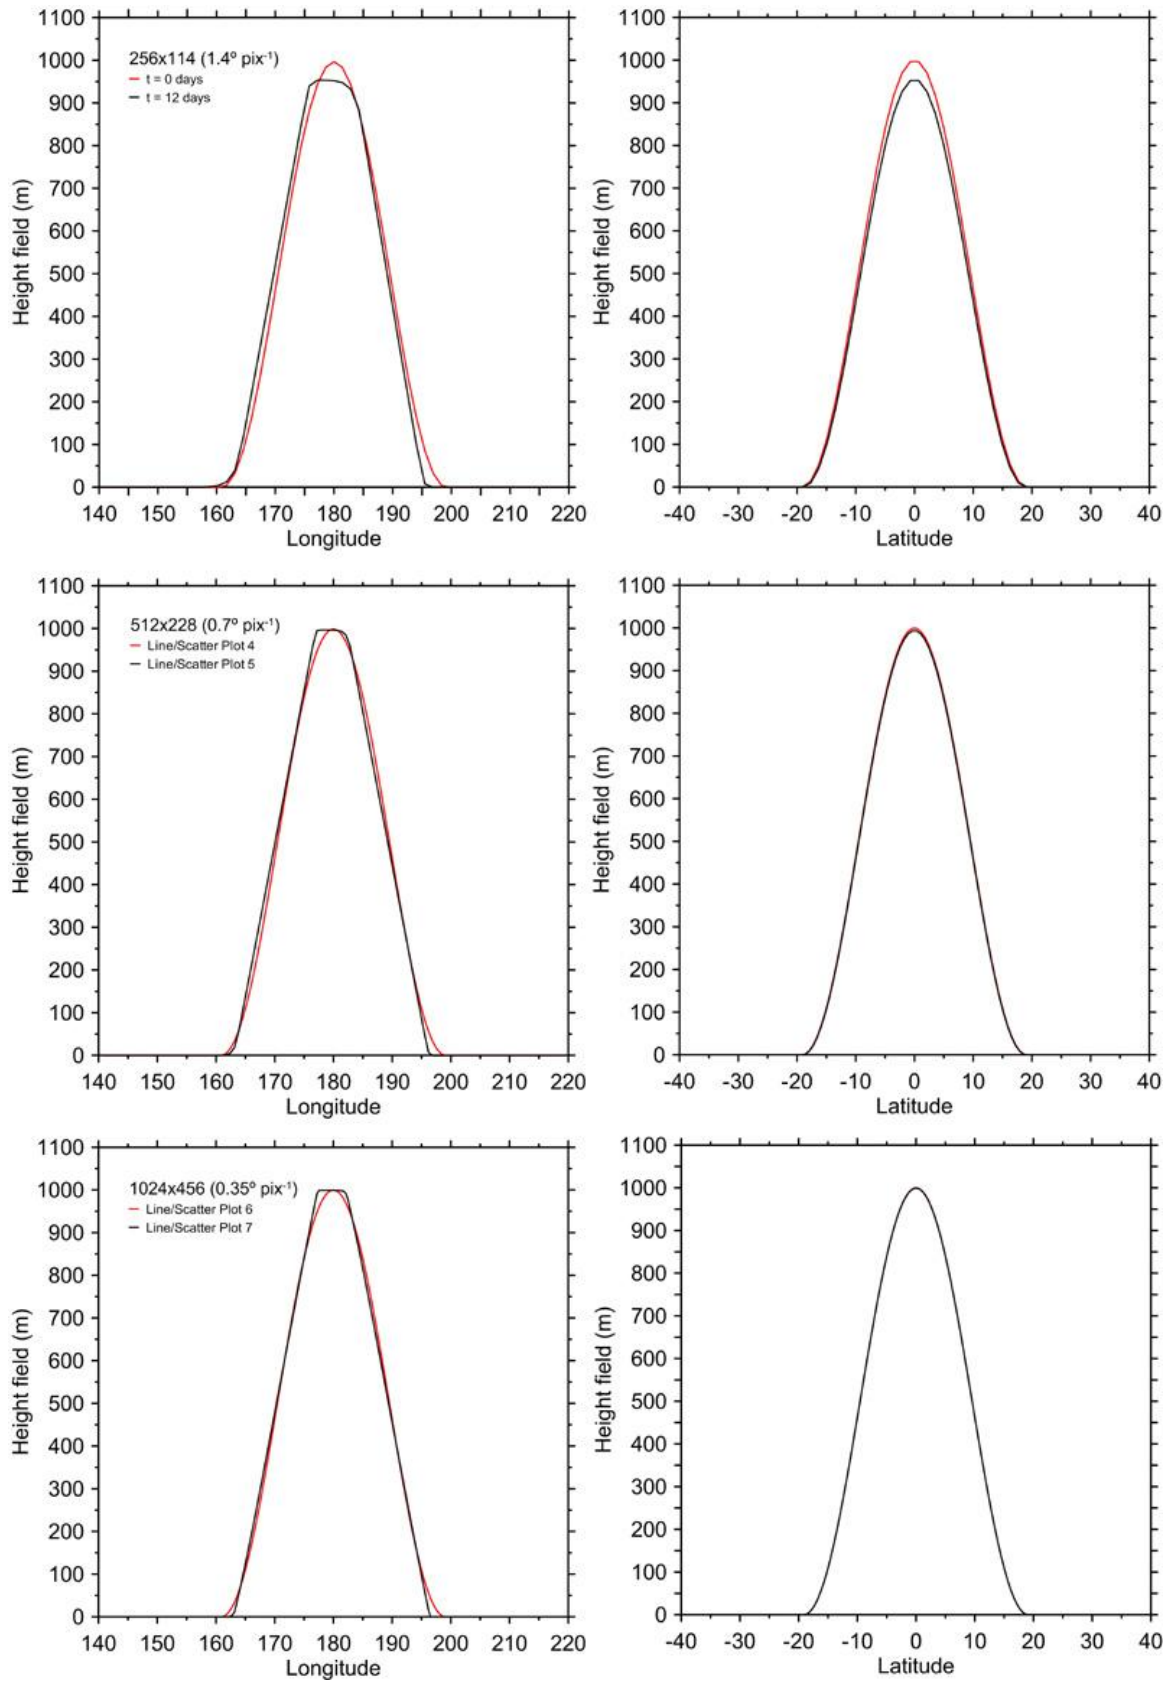 1100
1000
900
800
700
600
500
400
300
200
100
0
Height field (m)
256x114 (1.4º pix-1)
t = 0 days
t = 12 days
140 150 160 170 180 190 200 210 220
Longitude
1100
1000
900
800
700
600
500
400
300
200
100
0
Height field (m)
-40 -30 -20 -10 0 10 20 30 40
Latitude
1100
1000
900
800
700
600
500
400
300
200
100
0
Height field (m)
512x228 (0.7º pix-1)
Line/Scatter Plot 4
Line/Scatter Plot 5
140 150 160 170 180 190 200 210 220
Longitude
1100
1000
900
800
700
600
500
400
300
200
100
0
Height field (m)
-40 -30 -20 -10 0 10 20 30 40
Latitude
1100
1000
900
800
700
600
500
400
300
200
100
0
Height field (m)
1024x456 (0.35º pix-1)
Line/Scatter Plot 6
Line/Scatter Plot 7
140 150 160 170 180 190 200 210 220
Longitude
1100
1000
900
800
700
600
500
400
300
200
100
0
Height field (m)
-40 -30 -20 -10 0 10 20 30 40
Latitude